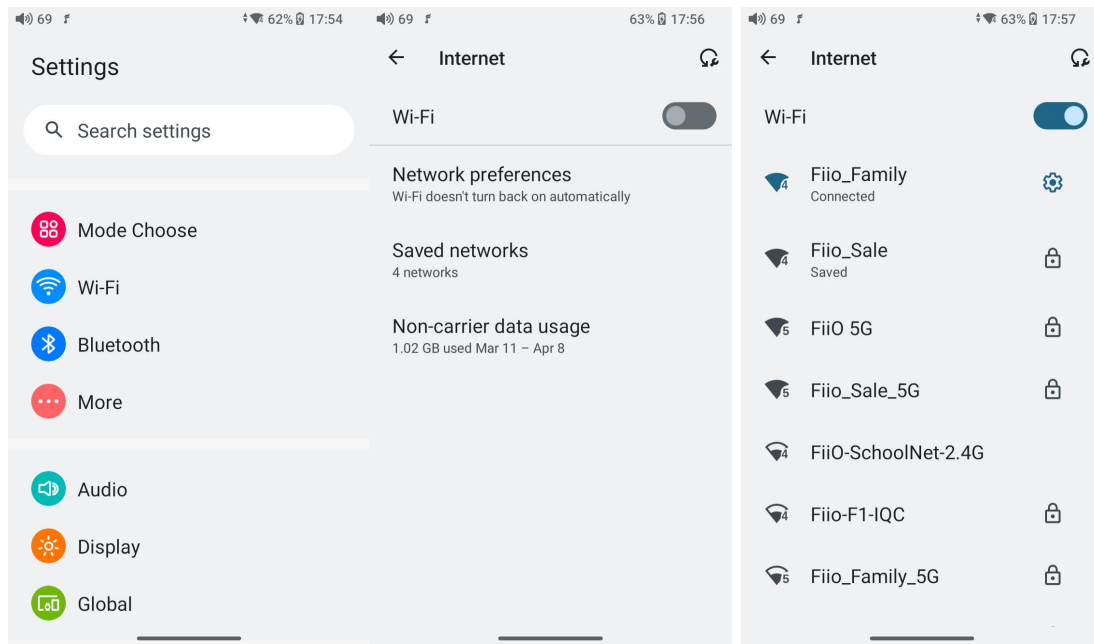 69 62% 17:54
Settings
Search settings
Mode Choose
Wi-Fi
Bluetooth
More
Audio
Display
Global
69 63% 17:56
Internet
Wi-Fi
Network preferences
Wi-Fi doesn't turn back on automatically
Saved networks
4 networks
Non-carrier data usage
1.02 GB used Mar 11 – Apr 8
69 63% 17:57
Internet
Wi-Fi
4
Fiio_Family
Connected
4
Fiio_Sale
Saved
5
FiiO 5G
5
Fiio_Sale_5G
4
FiiO-SchoolNet-2.4G
4
Fiio-F1-IQC
5
Fiio_Family_5G